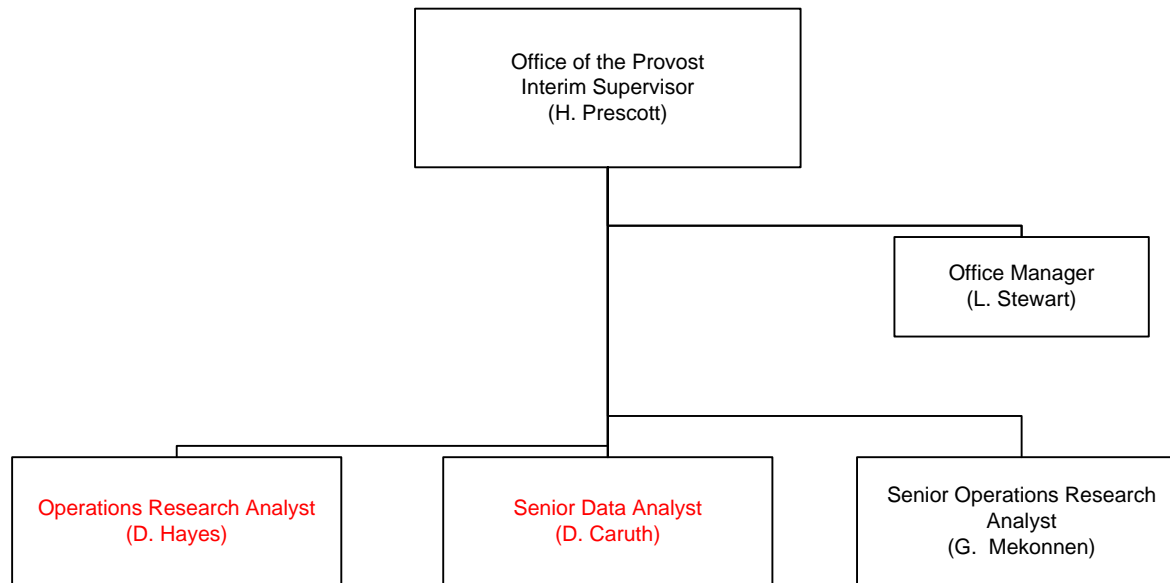 Office of the Provost
Interim Supervisor
(H. Prescott)
Office Manager
(L. Stewart)
Operations Research Analyst
(D. Hayes)
Senior Data Analyst
(D. Caruth)
Senior Operations Research
Analyst
(G.  Mekonnen)